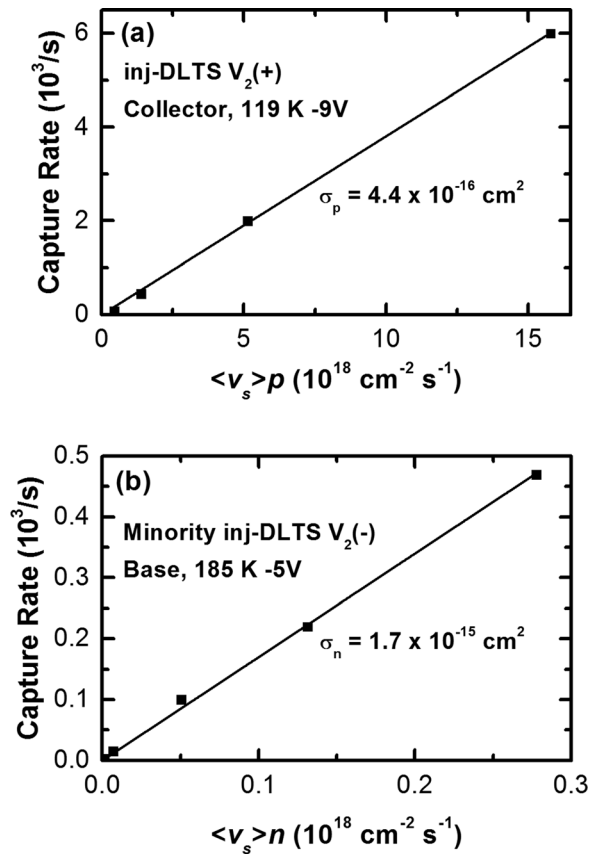 (a)
inj-DLTS V₂(+)
Collector, 119 K -9V
σₚ = 4.4 x 10⁻¹⁶ cm²
Capture Rate (10³/s)
6
4
2
0
0 5 10 15
<vₛ>p (10¹⁸ cm⁻² s⁻¹)
(b)
Minority inj-DLTS V₂(-)
Base, 185 K -5V
σₙ = 1.7 x 10⁻¹⁵ cm²
Capture Rate (10³/s)
0.5
0.4
0.3
0.2
0.1
0.0
0.0 0.1 0.2 0.3
<vₛ>n (10¹⁸ cm⁻² s⁻¹)